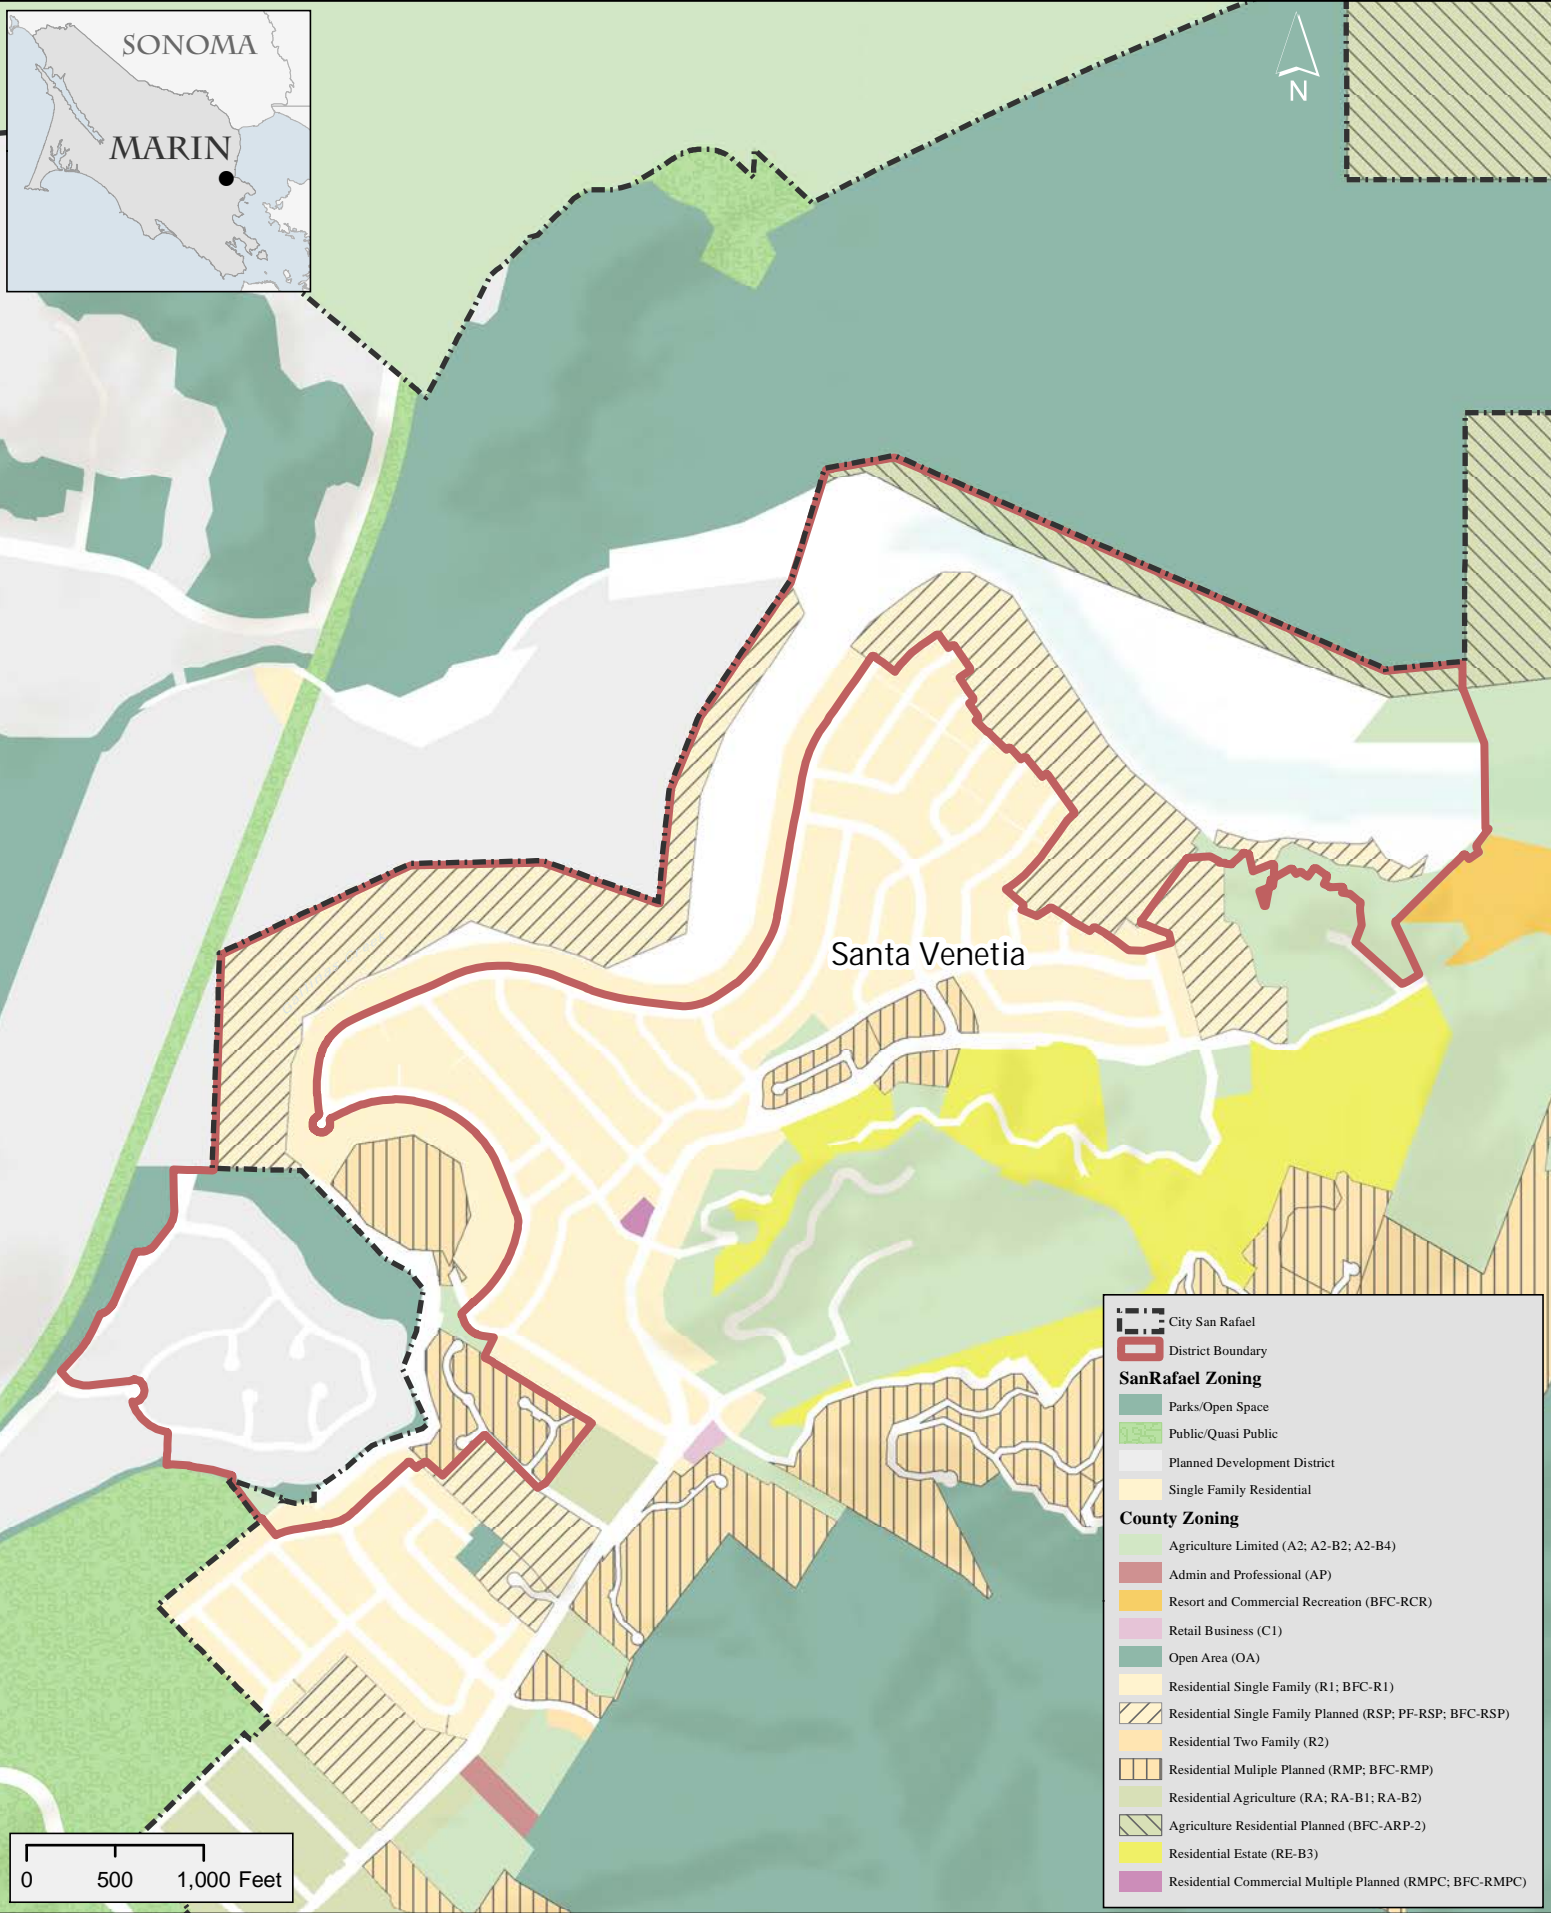 SONOMA
MARIN
N
Santa Venetia
City San Rafael
District Boundary
SanRafael Zoning
Parks/Open Space
Public/Quasi Public
Planned Development District
Single Family Residential
County Zoning
Agriculture Limited (A2; A2-B2; A2-B4)
Admin and Professional (AP)
Resort and Commercial Recreation (BFC-RCR)
Retail Business (C1)
Open Area (OA)
Residential Single Family (R1; BFC-R1)
Residential Single Family Planned (RSP; PF-RSP; BFC-RSP)
Residential Two Family (R2)
Residential Muliple Planned (RMP; BFC-RMP)
Residential Agriculture (RA; RA-B1; RA-B2)
Agriculture Residential Planned (BFC-ARP-2)
Residential Estate (RE-B3)
Residential Commercial Multiple Planned (RMPC; BFC-RMPC)
0 500 1,000 Feet